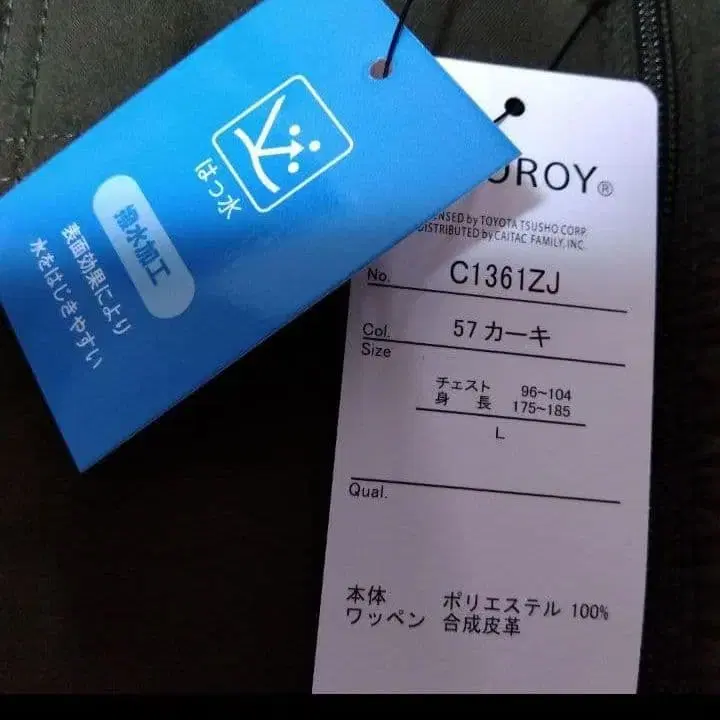 はっ水
撥水加工
表面効果により
水をはじきやすい
OROY®
ENSED by TOYOTA TSUSHO CORP.
DISTRIBUTED by CAITAC FAMILY, INC.
No. C1361ZJ
Col. 57 カーキ
Size
チェスト 96~104
身長 175~185
L
Qual.
本体 ポリエステル 100%
ワッペン 合成皮革